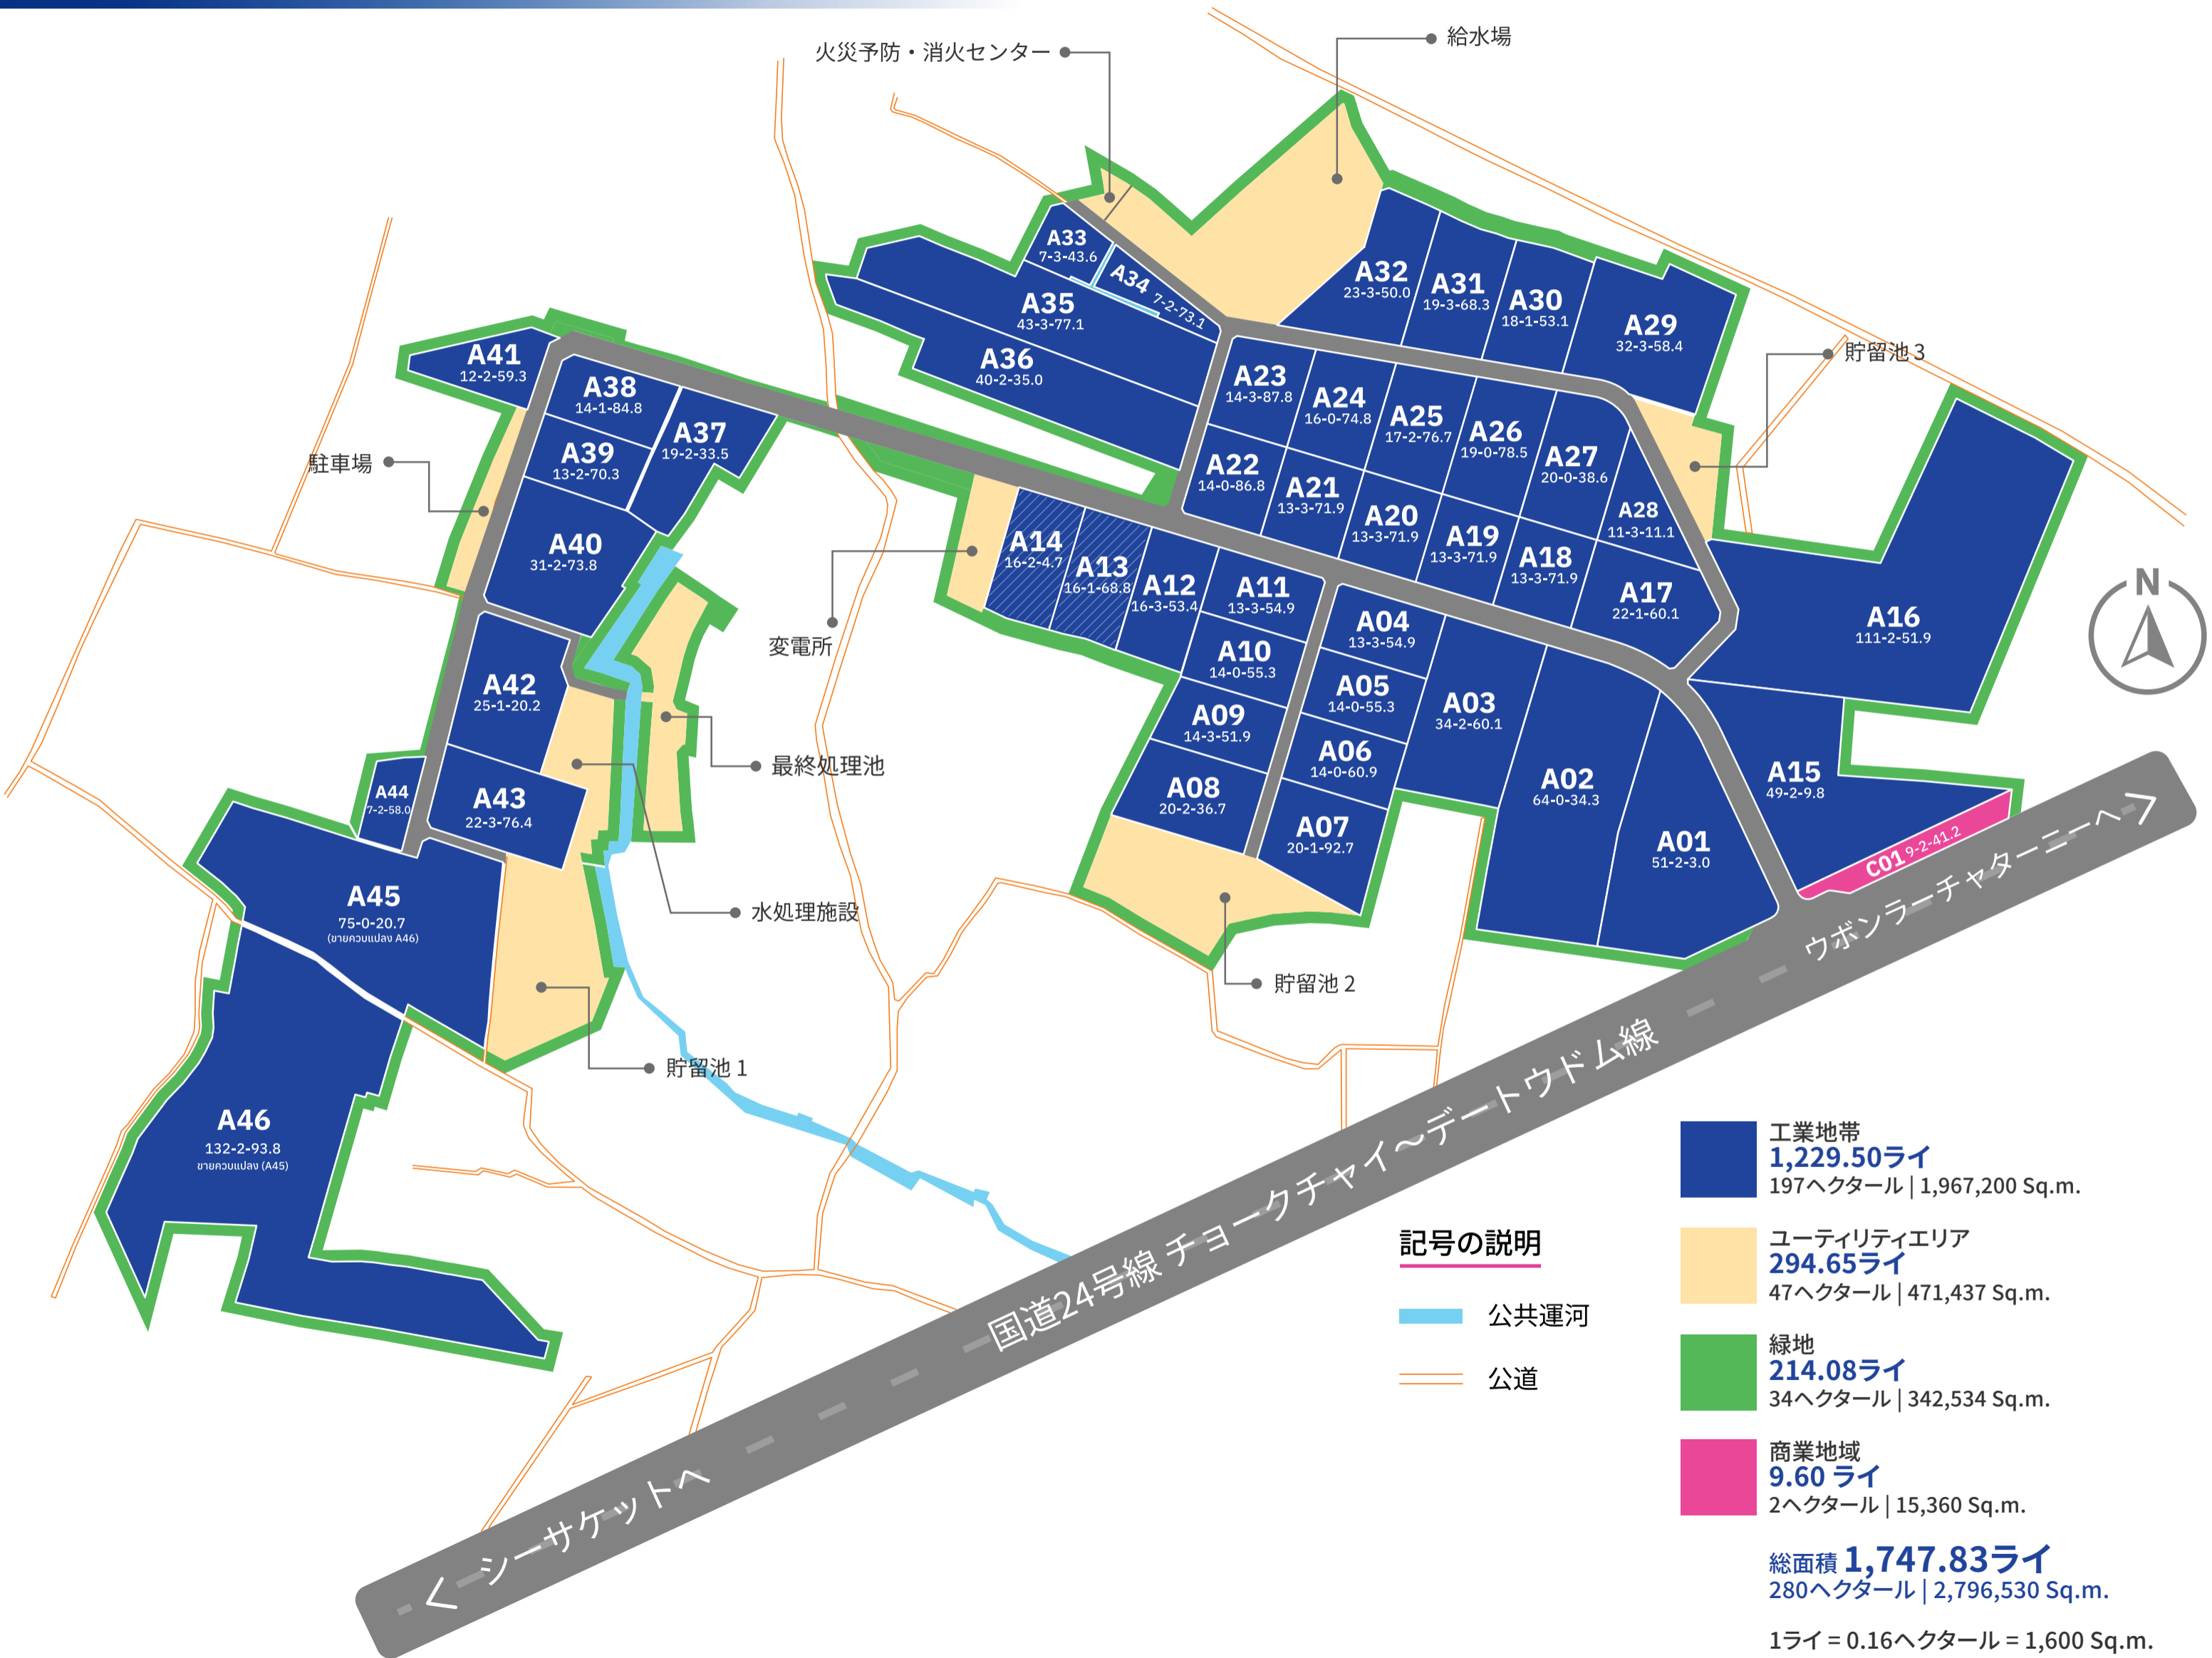 火災予防・消火センター
給水場
A33
7-3-43.6
A34 7-2-73.1
A35
43-3-77.1
A36
40-2-35.0
A32
23-3-50.0
A31
19-3-68.3
A30
18-1-53.1
A29
32-3-58.4
貯留池 3
A41
12-2-59.3
A38
14-1-84.8
A37
19-2-33.5
A39
13-2-70.3
A40
31-2-73.8
駐車場
A23
14-3-87.8
A24
16-0-74.8
A25
17-2-76.7
A26
19-0-78.5
A27
20-0-38.6
A28
11-3-11.1
A22
14-0-86.8
A21
13-3-71.9
A20
13-3-71.9
A19
13-3-71.9
A18
13-3-71.9
A17
22-1-60.1
A16
111-2-51.9
N
A14
16-2-4.7
A13
16-1-68.8
A12
16-3-53.4
A11
13-3-54.9
A10
14-0-55.3
A09
14-3-51.9
A08
20-2-36.7
変電所
A04
13-3-54.9
A05
14-0-55.3
A06
14-0-60.9
A07
20-1-92.7
A03
34-2-60.1
A02
64-0-34.3
A01
51-2-3.0
A15
49-2-9.8
C01 9-2-41.2
A42
25-1-20.2
A43
22-3-76.4
A44
7-2-58.0
A45
75-0-20.7
(ขายควบแปลง A46)
A46
132-2-93.8
ขายควบแปลง (A45)
最終処理池
水処理施設
貯留池 1
貯留池 2
ウボンラーチャターニーへ
国道24号線 チョークチャイ～デートウドム線
シーサケットへ
記号の説明
公共運河
公道
工業地帯
1,229.50ライ
197ヘクタール | 1,967,200 Sq.m.
ユーティリティエリア
294.65ライ
47ヘクタール | 471,437 Sq.m.
緑地
214.08ライ
34ヘクタール | 342,534 Sq.m.
商業地域
9.60 ライ
2ヘクタール | 15,360 Sq.m.
総面積 1,747.83ライ
280ヘクタール | 2,796,530 Sq.m.
1ライ = 0.16ヘクタール = 1,600 Sq.m.